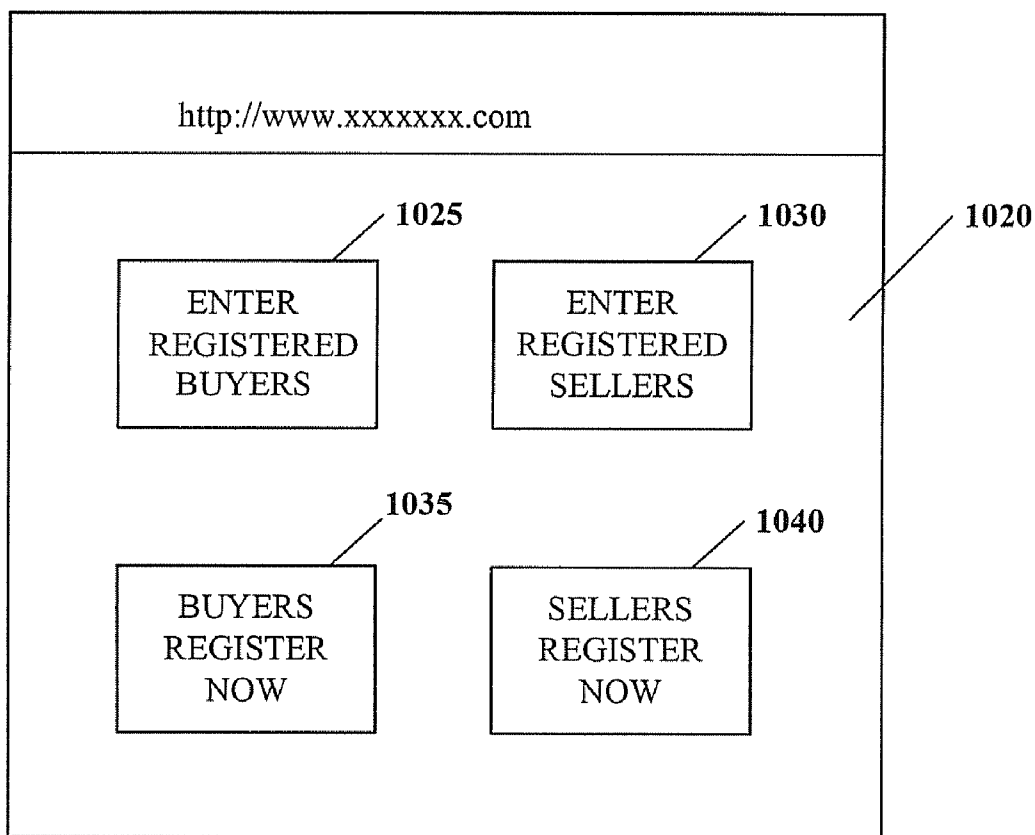 http://www.xxxxxxx.com
1025
1030
1020
ENTER
REGISTERED
BUYERS
ENTER
REGISTERED
SELLERS
1035
1040
BUYERS
REGISTER
NOW
SELLERS
REGISTER
NOW